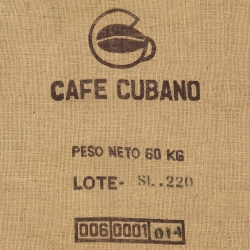 CAFE CUBANO
PESO NETO 60 KG
LOTE- SL.220
006 0001 014